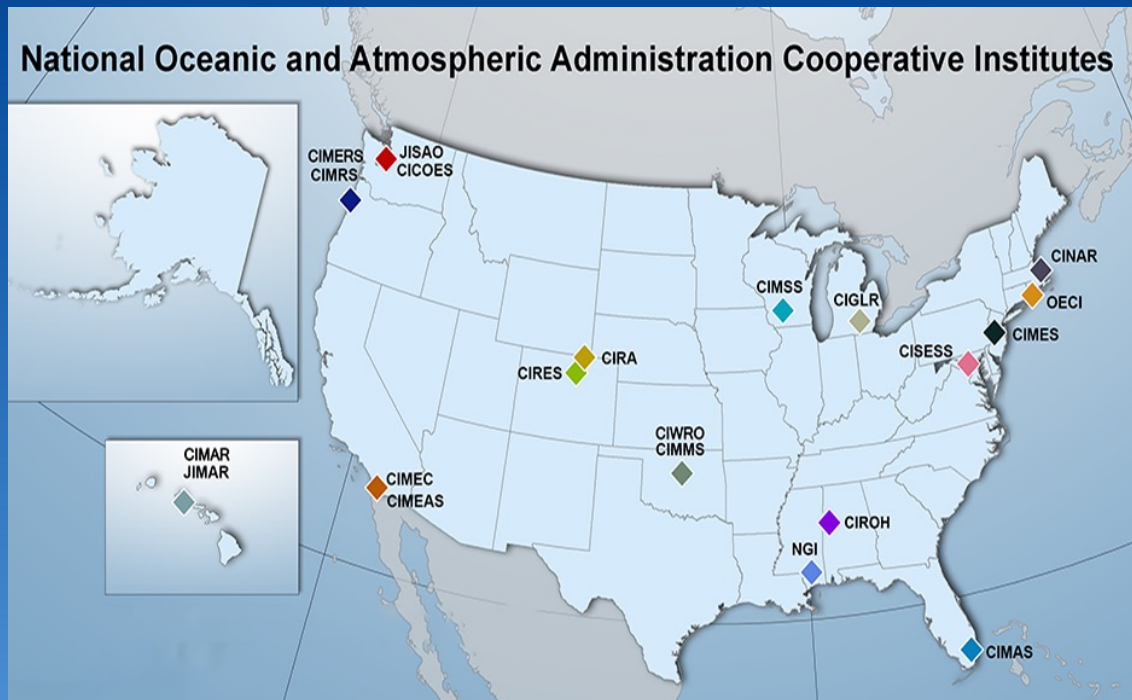 National Oceanic and Atmospheric Administration Cooperative Institutes
CIMERS
CIMRS
JISAO
CICOES
CINAR
CIMSS
CIGLR
OECI
CIMES
CISESS
CIRA
CIRES
CIWRO
CIMMS
CIMAR
JIMAR
CIMEC
CIMEAS
CIROH
NGI
CIMAS